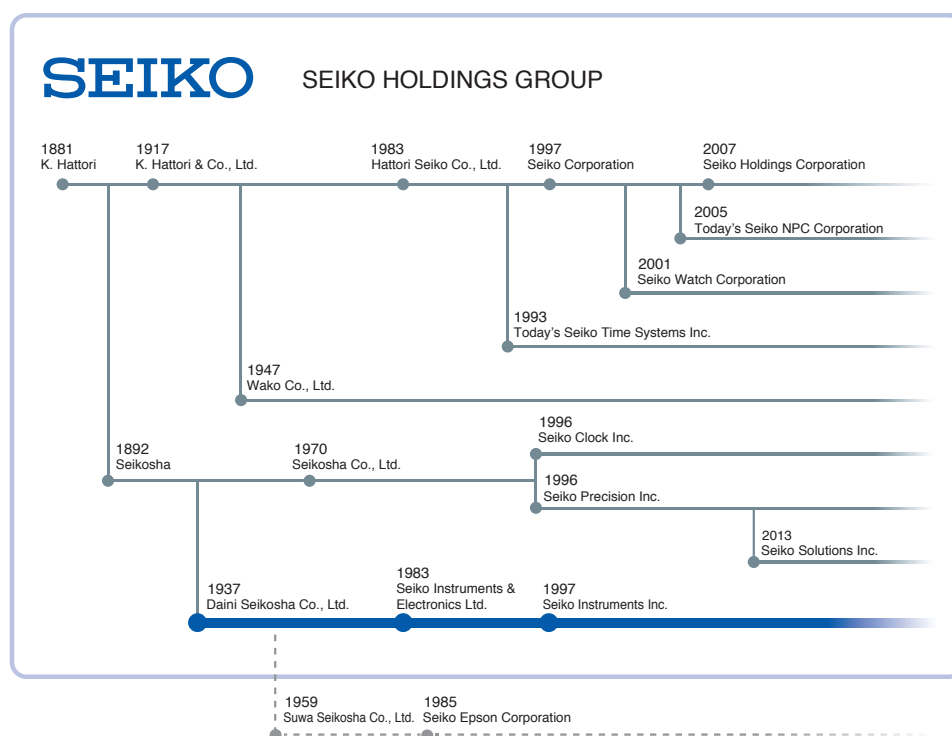 SEIKO
SEIKO HOLDINGS GROUP
1881
K. Hattori
1917
K. Hattori & Co., Ltd.
1983
Hattori Seiko Co., Ltd.
1997
Seiko Corporation
2007
Seiko Holdings Corporation
2005
Today's Seiko NPC Corporation
2001
Seiko Watch Corporation
1993
Today's Seiko Time Systems Inc.
1947
Wako Co., Ltd.
1996
Seiko Clock Inc.
1892
Seikosha
1970
Seikosha Co., Ltd.
1996
Seiko Precision Inc.
2013
Seiko Solutions Inc.
1937
Daini Seikosha Co., Ltd.
1983
Seiko Instruments &
Electronics Ltd.
1997
Seiko Instruments Inc.
1959
Suwa Seikosha Co., Ltd.
1985
Seiko Epson Corporation